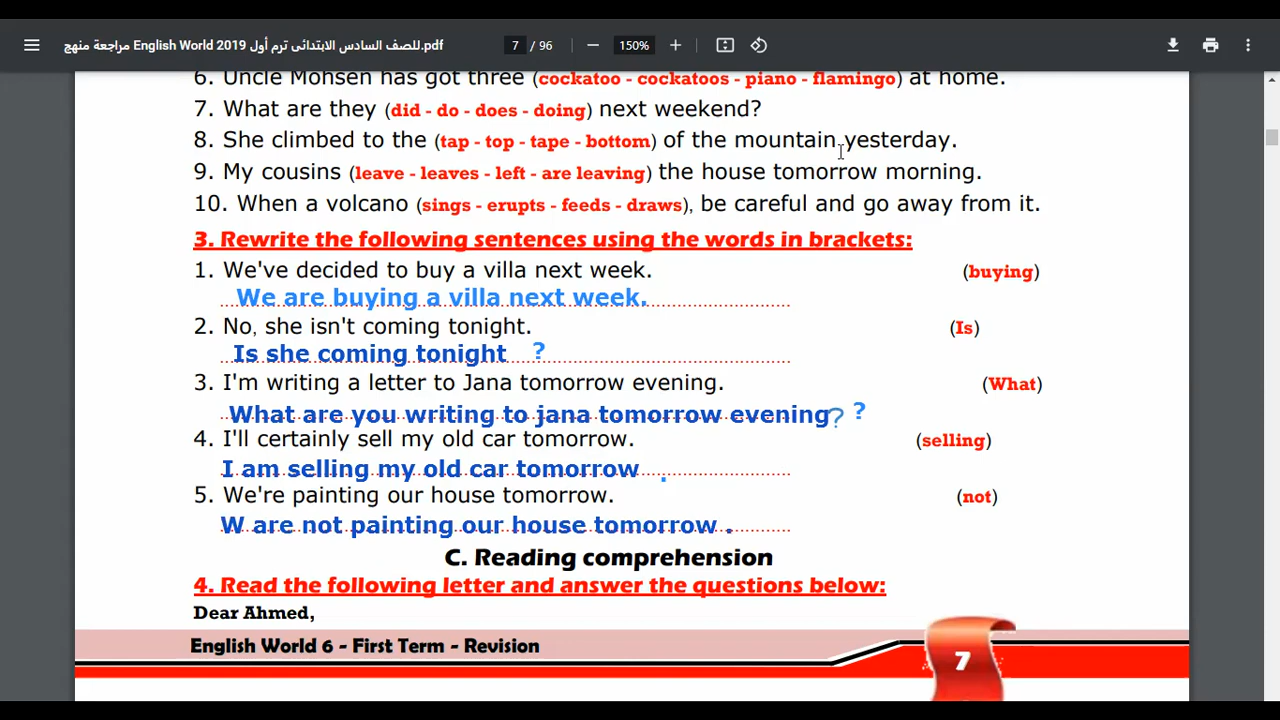 مراجعة منهج English World 2019 للصف السادس الابتدائى ترم أول.pdf
7 / 96
150%
6. Uncle Mohsen has got three (cockatoo - cockatoos - piano - flamingo) at home.
7. What are they (did - do - does - doing) next weekend?
8. She climbed to the (tap - top - tape - bottom) of the mountain yesterday.
9. My cousins (leave - leaves - left - are leaving) the house tomorrow morning.
10. When a volcano (sings - erupts - feeds - draws), be careful and go away from it.
3. Rewrite the following sentences using the words in brackets:
1. We've decided to buy a villa next week. (buying)
We are buying a villa next week.
2. No, she isn't coming tonight. (Is)
Is she coming tonight ?
3. I'm writing a letter to Jana tomorrow evening. (What)
What are you writing to jana tomorrow evening? ?
4. I'll certainly sell my old car tomorrow. (selling)
I am selling my old car tomorrow .
5. We're painting our house tomorrow. (not)
W are not painting our house tomorrow .
C. Reading comprehension
4. Read the following letter and answer the questions below:
Dear Ahmed,
English World 6 - First Term - Revision
7